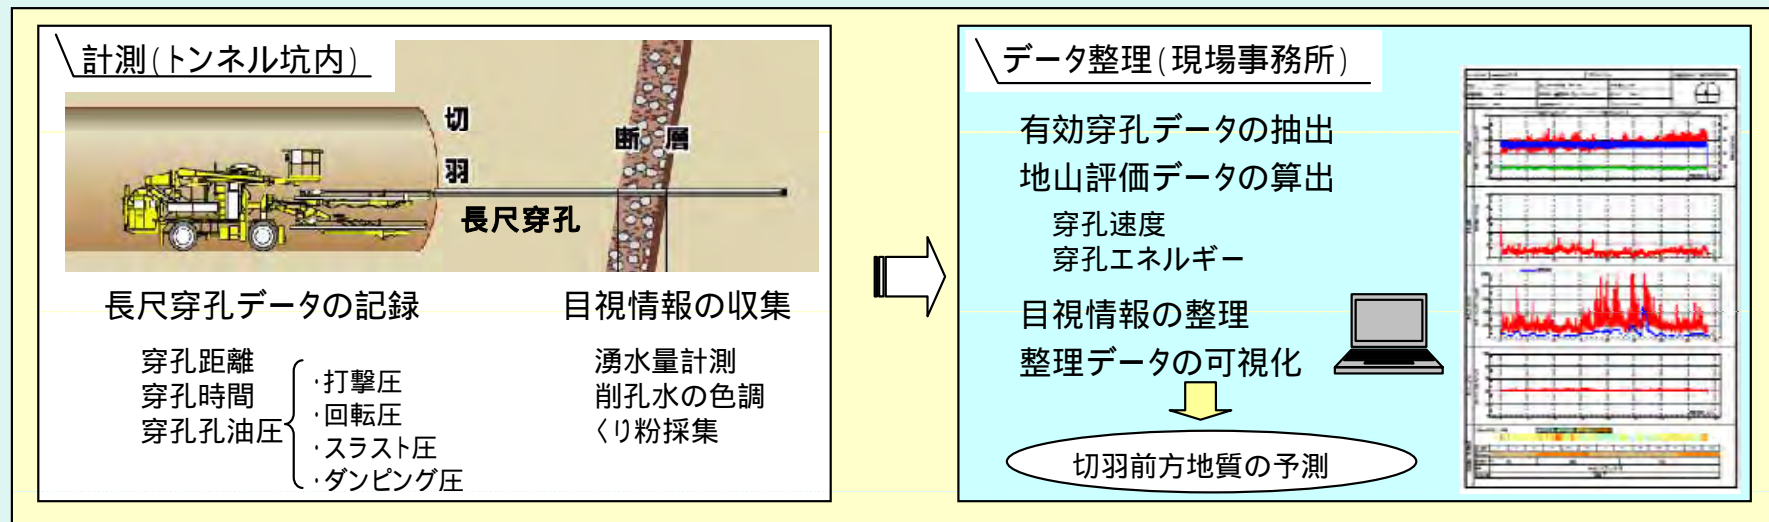 計測(トンネル坑内)
切
羽
断 層
長尺穿孔
長尺穿孔データの記録
穿孔距離
穿孔時間
穿孔孔油圧
・打撃圧
・回転圧
・スラスト圧
・ダンピング圧
目視情報の収集
湧水量計測
削孔水の色調
くり粉採集
データ整理(現場事務所)
有効穿孔データの抽出
地山評価データの算出
穿孔速度
穿孔エネルギー
目視情報の整理
整理データの可視化
切羽前方地質の予測